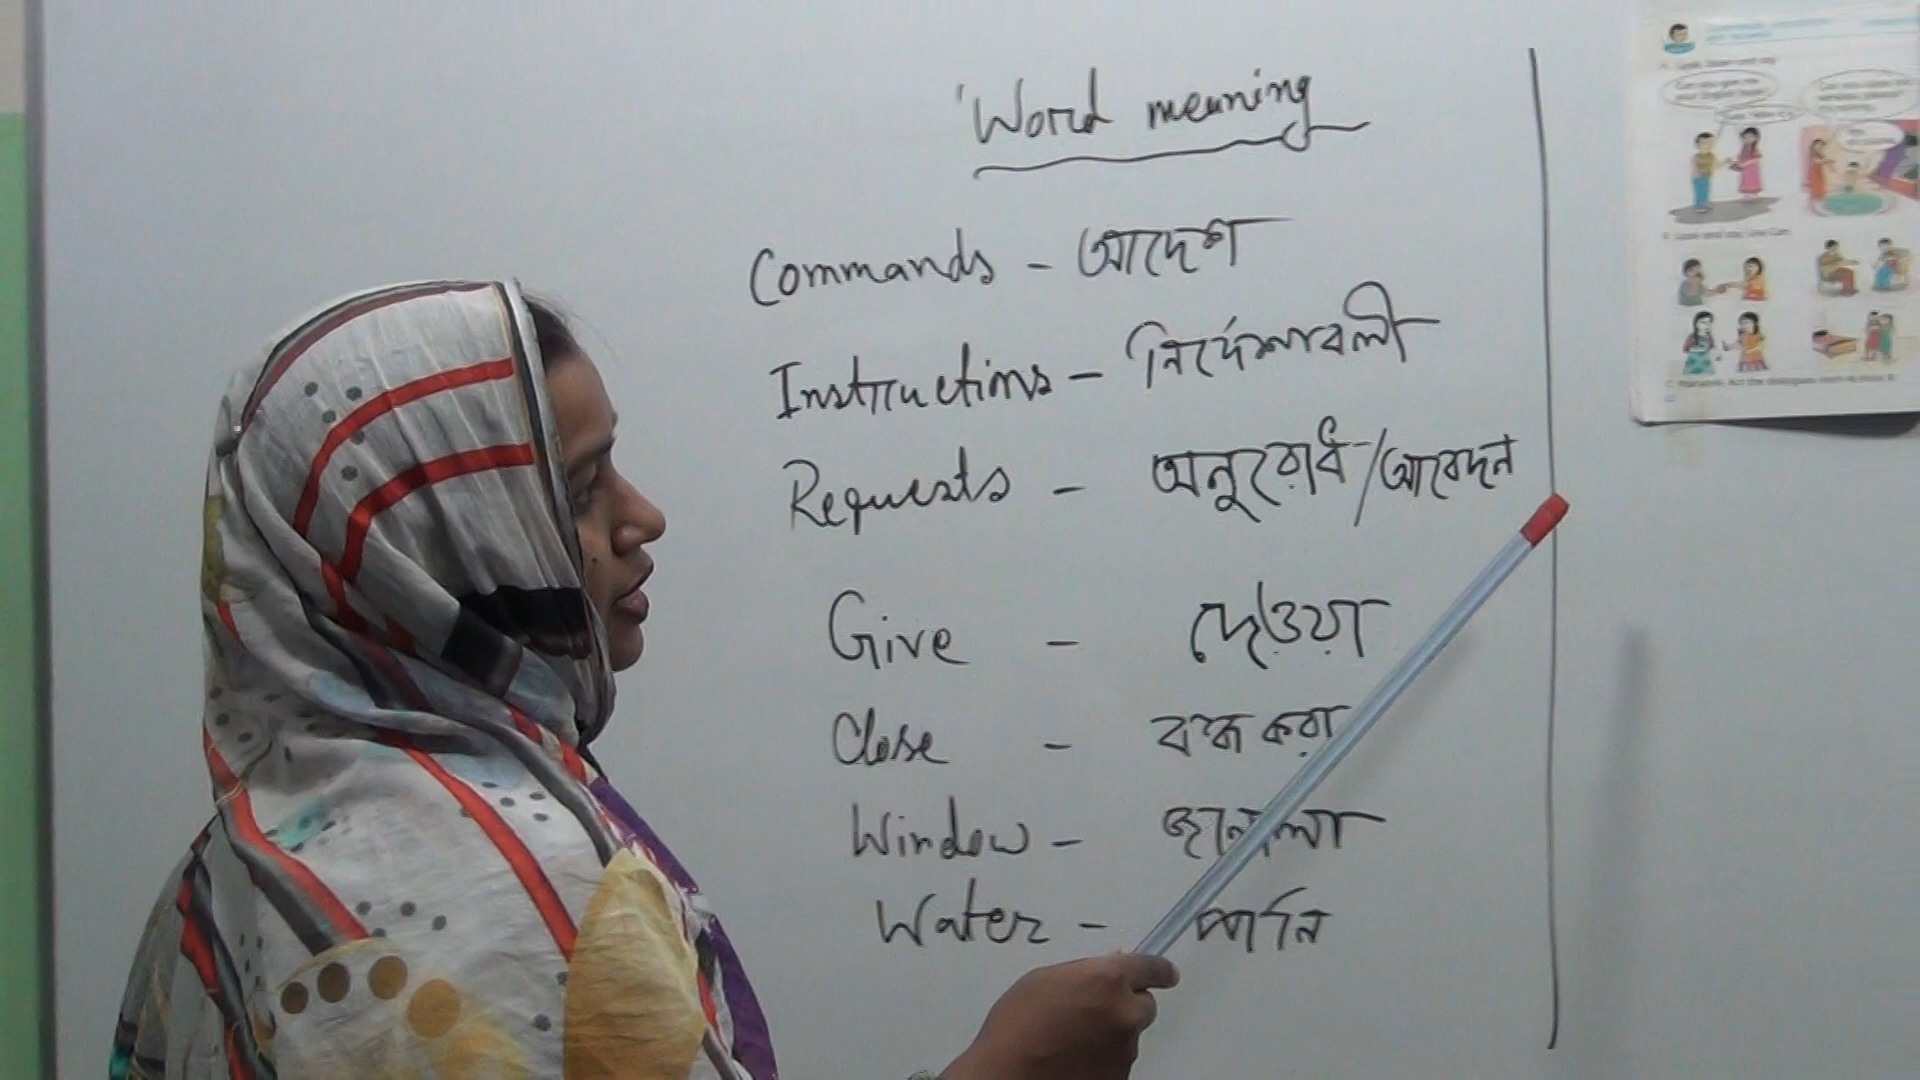 Word meaning
Commands - আদেশ
Instructions - নির্দেশাবলী
Requests - অনুরোধ/আবেদন
Give - দেওয়া
Close - বন্ধ করা
Window - জানালা
Water - পানি